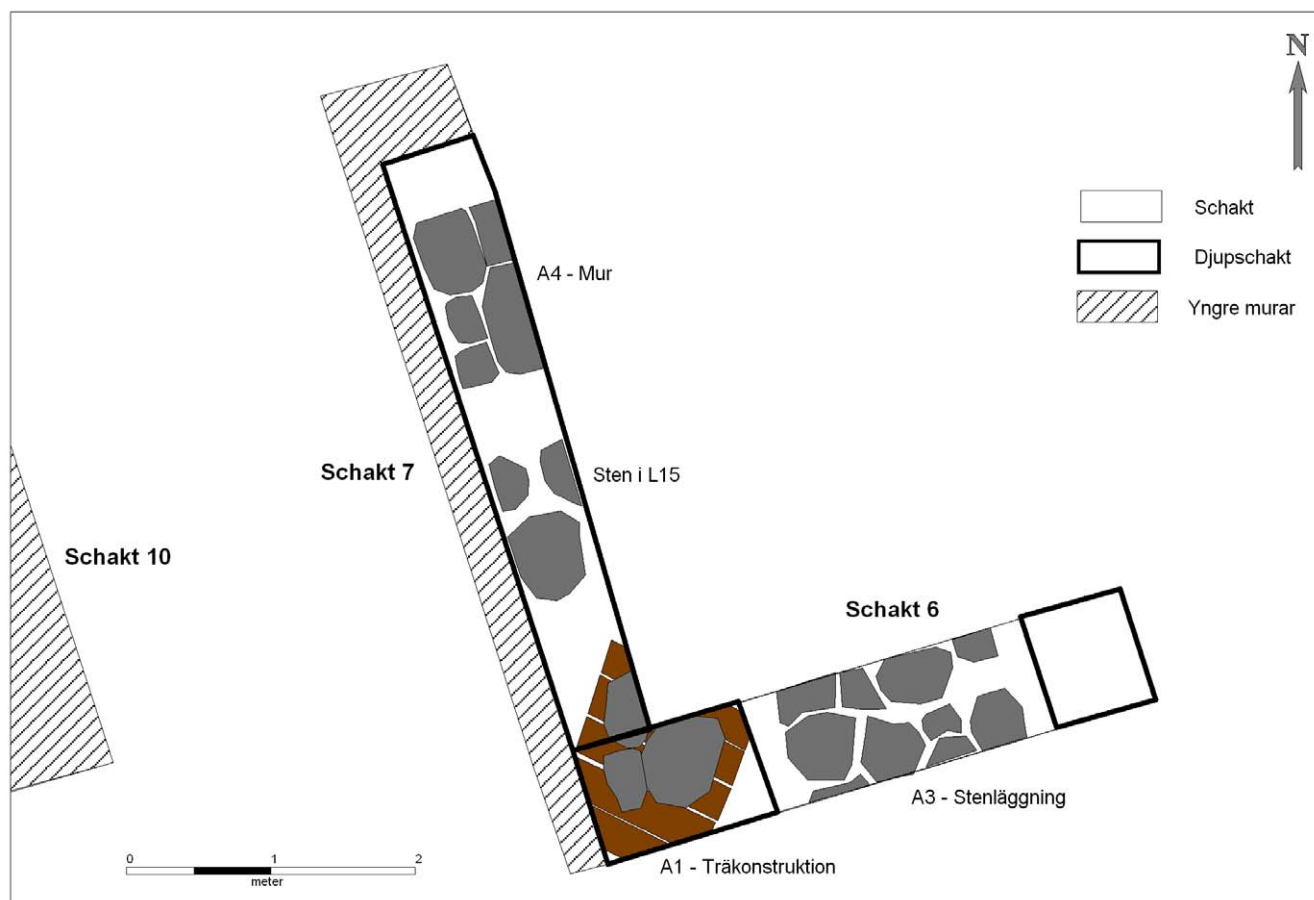 N
Schakt
Djupschakt
Yngre murar
A4 - Mur
Schakt 7
Sten i L15
Schakt 10
Schakt 6
A3 - Stenläggning
A1 - Träkonstruktion
0 1 2
meter